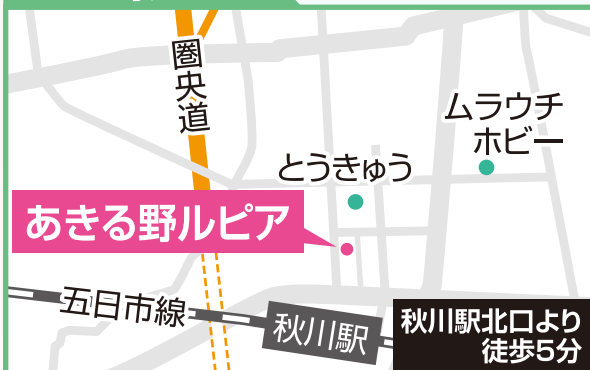 圏央道
ムラウチ
ホビー
とうきゅう
あきる野ルピア
五日市線
秋川駅
秋川駅北口より
徒歩5分